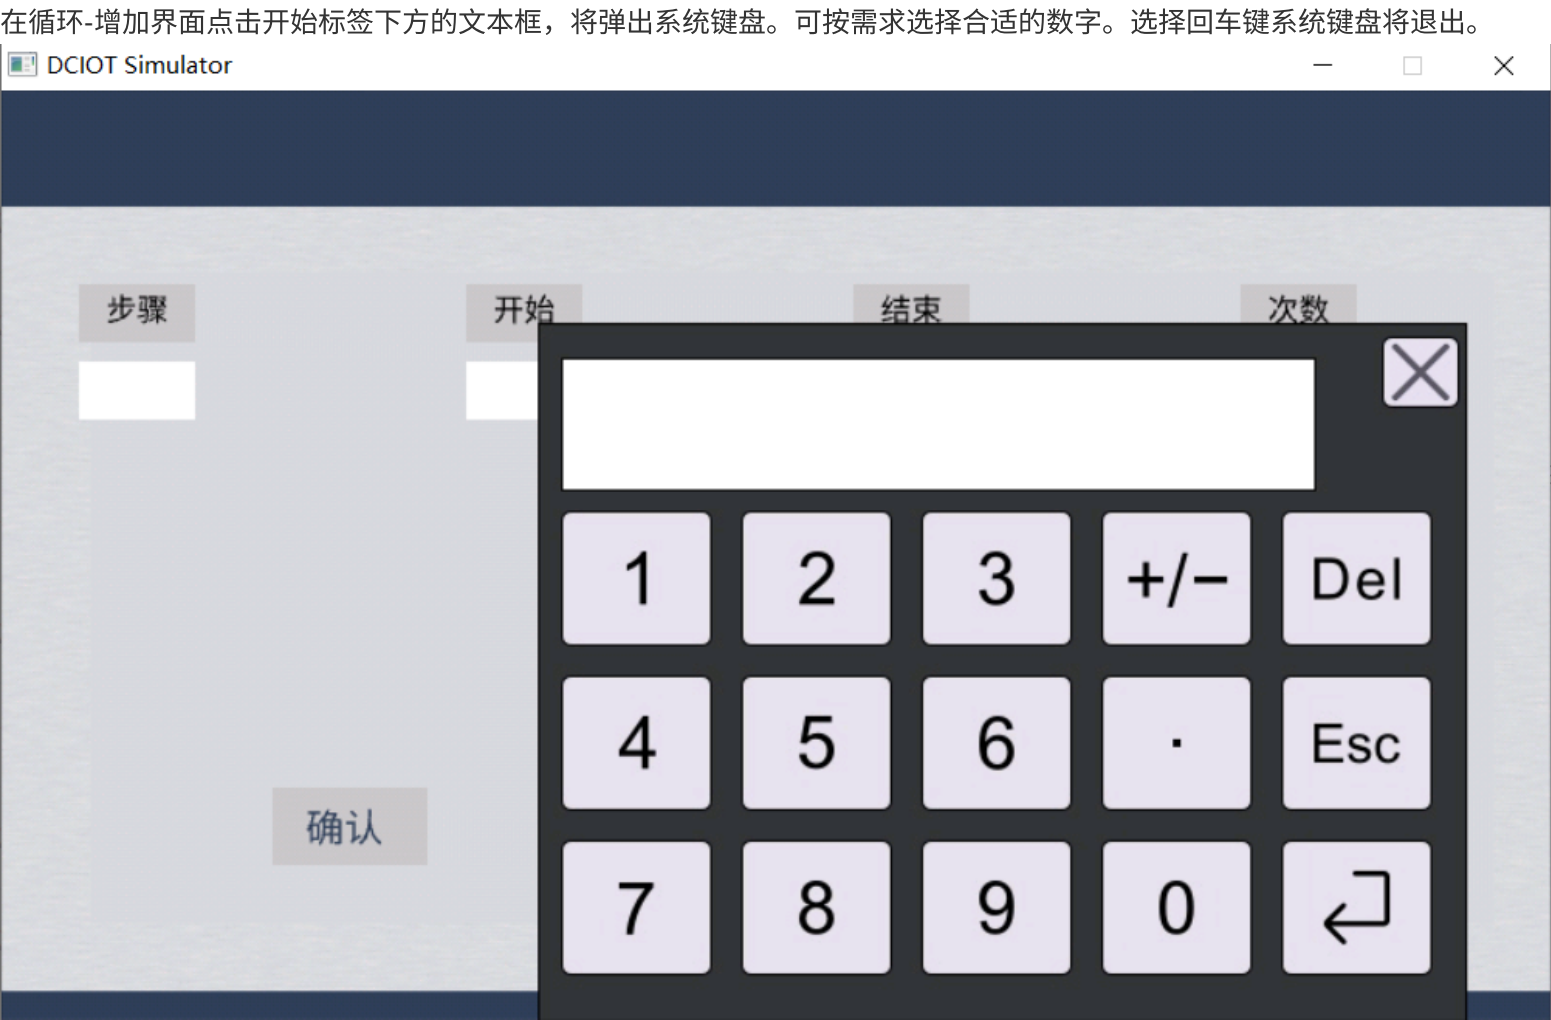 在循环-增加界面点击开始标签下方的文本框，将弹出系统键盘。可按需求选择合适的数字。选择回车键系统键盘将退出。
DCIOT Simulator
步骤 开始 结束 次数
1 2 3 +/− Del
4 5 6 · Esc
确认
7 8 9 0